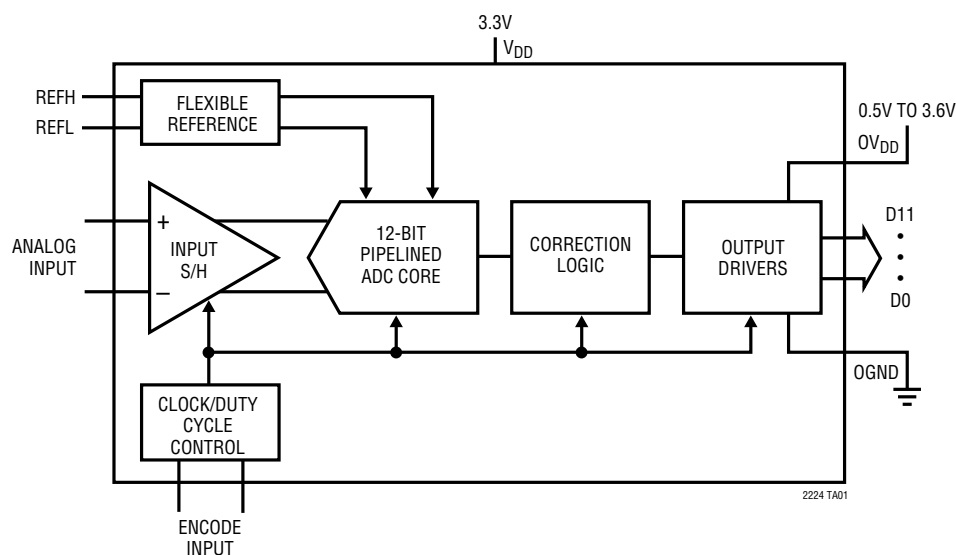 3.3V
VDD
REFH
REFL
FLEXIBLE
REFERENCE
0.5V TO 3.6V
OVDD
ANALOG
INPUT
+
−
INPUT
S/H
12-BIT
PIPELINED
ADC CORE
CORRECTION
LOGIC
OUTPUT
DRIVERS
D11
•
•
•
D0
OGND
CLOCK/DUTY
CYCLE
CONTROL
2224 TA01
ENCODE
INPUT